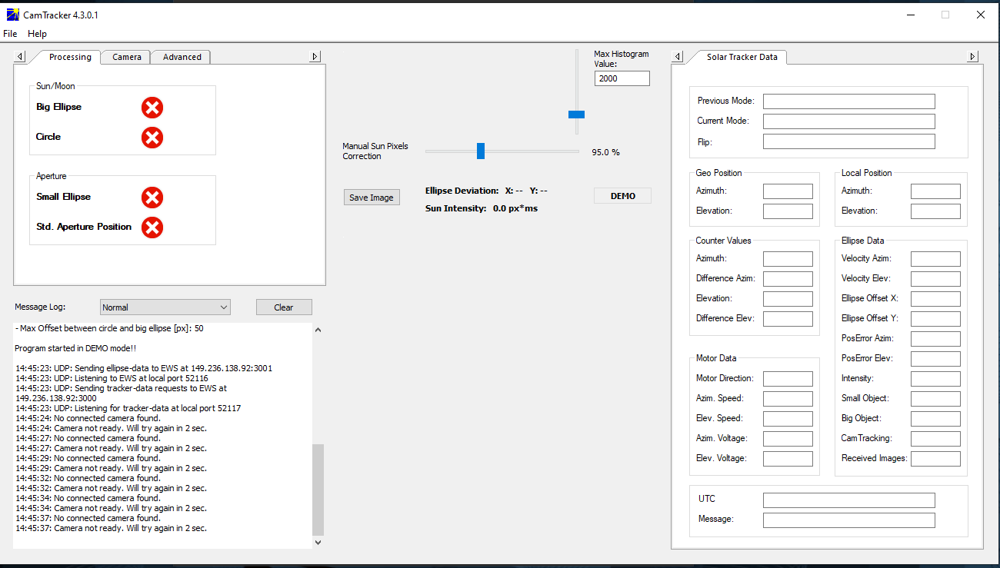 CamTracker 4.3.0.1
File Help
Processing Camera Advanced
Sun/Moon
Big Ellipse
Circle
Aperture
Small Ellipse
Std. Aperture Position
Max Histogram
Value:
2000
Manual Sun Pixels
Correction
95.0 %
Save Image
Ellipse Deviation: X: -- Y: --
Sun Intensity: 0.0 px*ms
DEMO
Message Log:
Normal
Clear
- Max Offset between circle and big ellipse [px]: 50
Program started in DEMO mode!!
14:45:23: UDP: Sending ellipse-data to EWS at 149.236.138.92:3001
14:45:23: UDP: Listening to EWS at local port 52116
14:45:23: UDP: Sending tracker-data requests to EWS at
149.236.138.92:3000
14:45:23: UDP: Listening for tracker-data at local port 52117
14:45:24: No connected camera found.
14:45:24: Camera not ready. Will try again in 2 sec.
14:45:27: No connected camera found.
14:45:27: Camera not ready. Will try again in 2 sec.
14:45:29: No connected camera found.
14:45:29: Camera not ready. Will try again in 2 sec.
14:45:32: No connected camera found.
14:45:32: Camera not ready. Will try again in 2 sec.
14:45:34: No connected camera found.
14:45:34: Camera not ready. Will try again in 2 sec.
14:45:37: No connected camera found.
14:45:37: Camera not ready. Will try again in 2 sec.
Solar Tracker Data
Previous Mode:
Current Mode:
Flip:
Geo Position
Azimuth:
Elevation:
Local Position
Azimuth:
Elevation:
Counter Values
Azimuth:
Difference Azim:
Elevation:
Difference Elev:
Motor Data
Motor Direction:
Azim. Speed:
Elev. Speed:
Azim. Voltage:
Elev. Voltage:
Ellipse Data
Velocity Azim:
Velocity Elev:
Ellipse Offset X:
Ellipse Offset Y:
PosError Azim:
PosError Elev:
Intensity:
Small Object:
Big Object:
CamTracking:
Received Images:
UTC
Message: